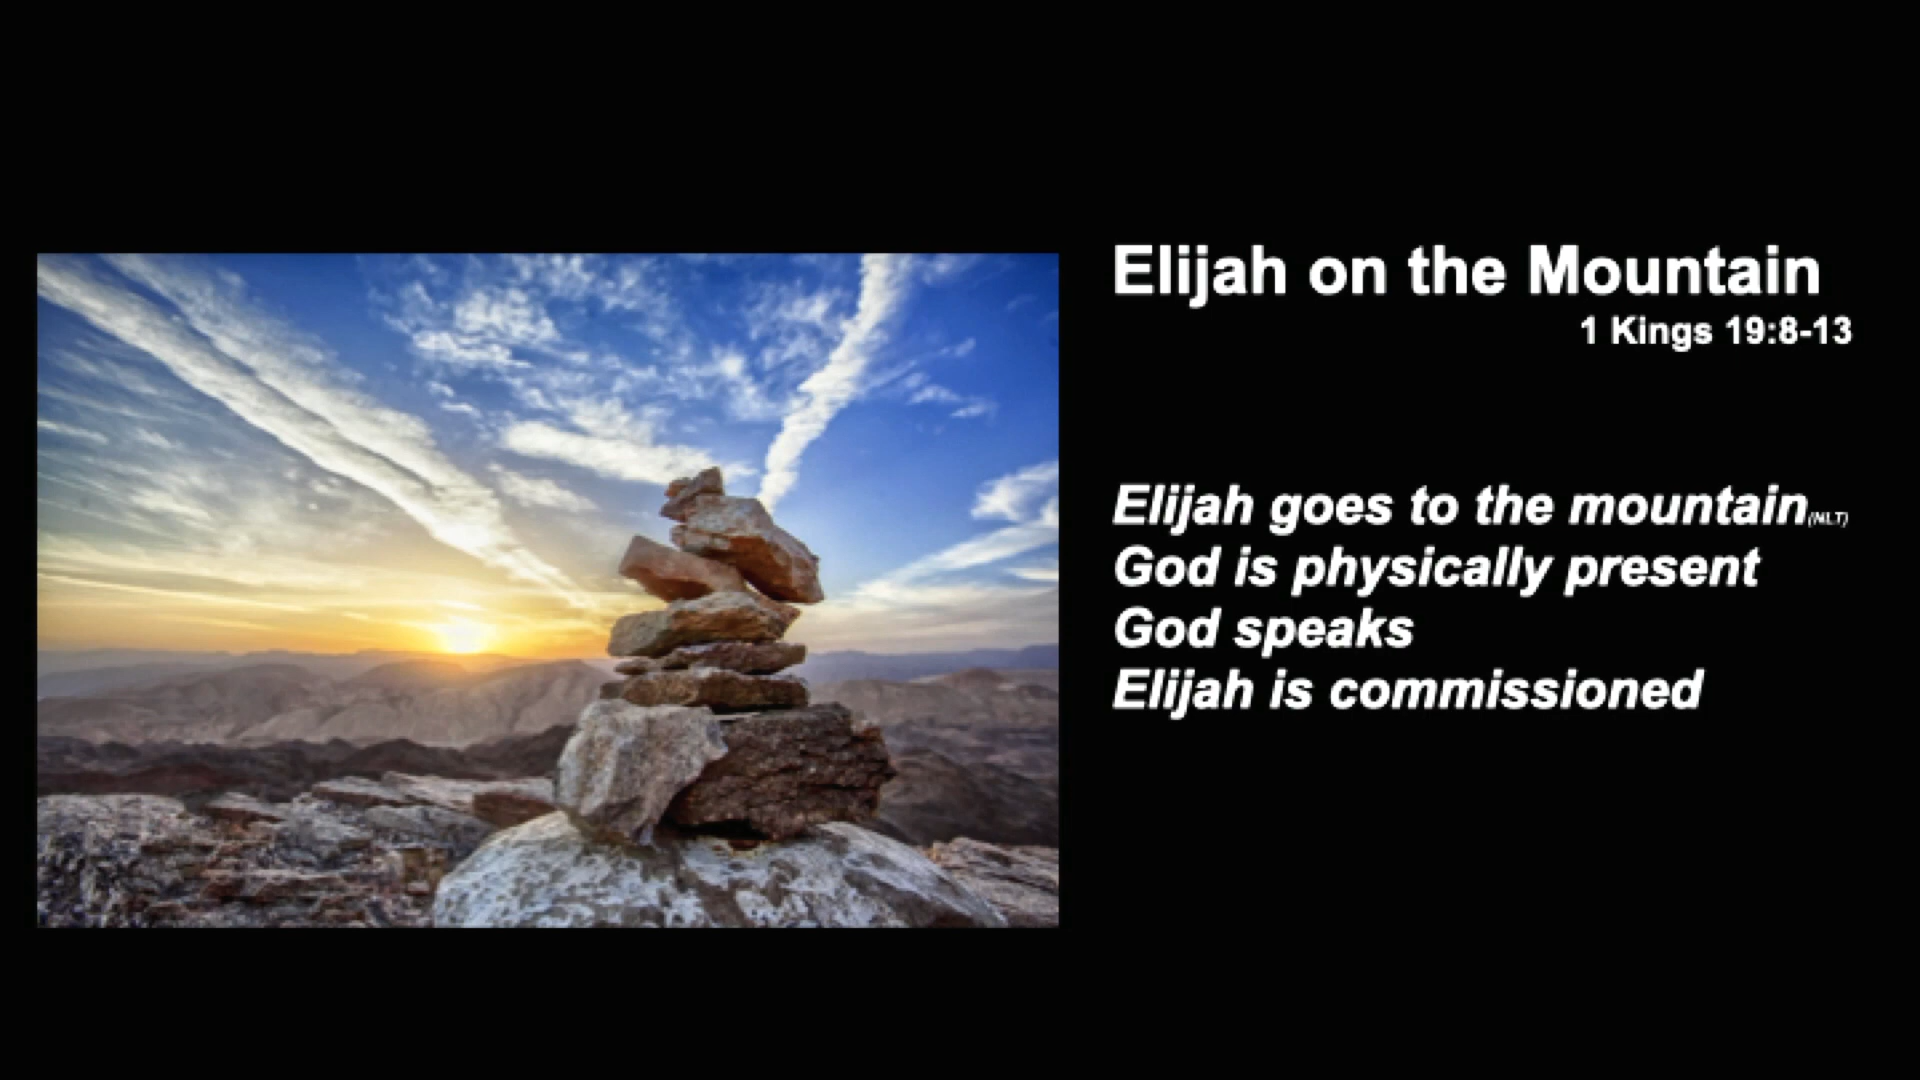 Elijah on the Mountain
1 Kings 19:8-13
Elijah goes to the mountain(NLT)
God is physically present
God speaks
Elijah is commissioned